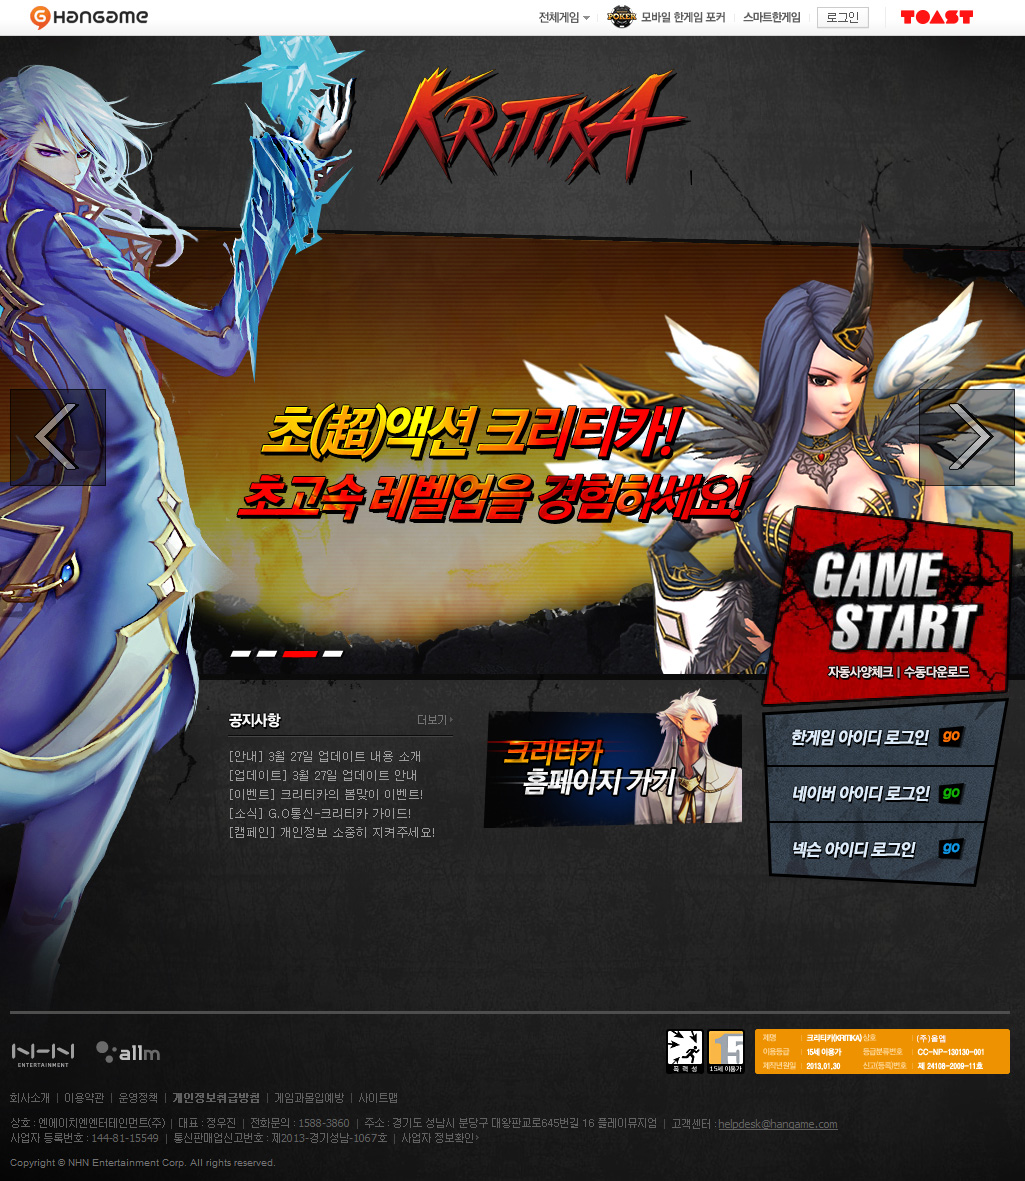 HANGAME
전체게임
POKER 모바일 한게임 포커
스마트한게임
로그인
TOAST
KRITIKA
초(超)액션 크리티카!
초고속 레벨업을 경험하세요!
GAME
START
자동사양체크 | 수동다운로드
공지사항
더보기
[안내] 3월 27일 업데이트 내용 소개
[업데이트] 3월 27일 업데이트 안내
[이벤트] 크리티카의 봄맞이 이벤트!
[소식] G.O통신-크리티카 가이드!
[캠페인] 개인정보 소중히 지켜주세요!
크리티카
홈페이지 가기
한게임 아이디 로그인 go
네이버 아이디 로그인 go
넥슨 아이디 로그인 go
NHN
ENTERTAINMENT
allm
폭력성
15
15세 이용가
제명 크리티카(KRITIKA) 상호 (주)올엠
이용등급 15세 이용가 등급분류번호 CC-NP-130130-001
제작년원일 2013.01.30 신고(등록)번호 제 24108-2009-11호
회사소개 | 이용약관 | 운영정책 | 개인정보취급방침 | 게임과몰입예방 | 사이트맵
상호 : 엔에이치엔엔터테인먼트(주) | 대표 : 정우진 | 전화문의 : 1588-3860 | 주소 : 경기도 성남시 분당구 대왕판교로645번길 16 플레이뮤지엄 | 고객센터 : helpdesk@hangame.com
사업자 등록번호 : 144-81-15549 | 통신판매업신고번호 : 제2013-경기성남-1067호 | 사업자 정보확인
Copyright © NHN Entertainment Corp. All rights reserved.